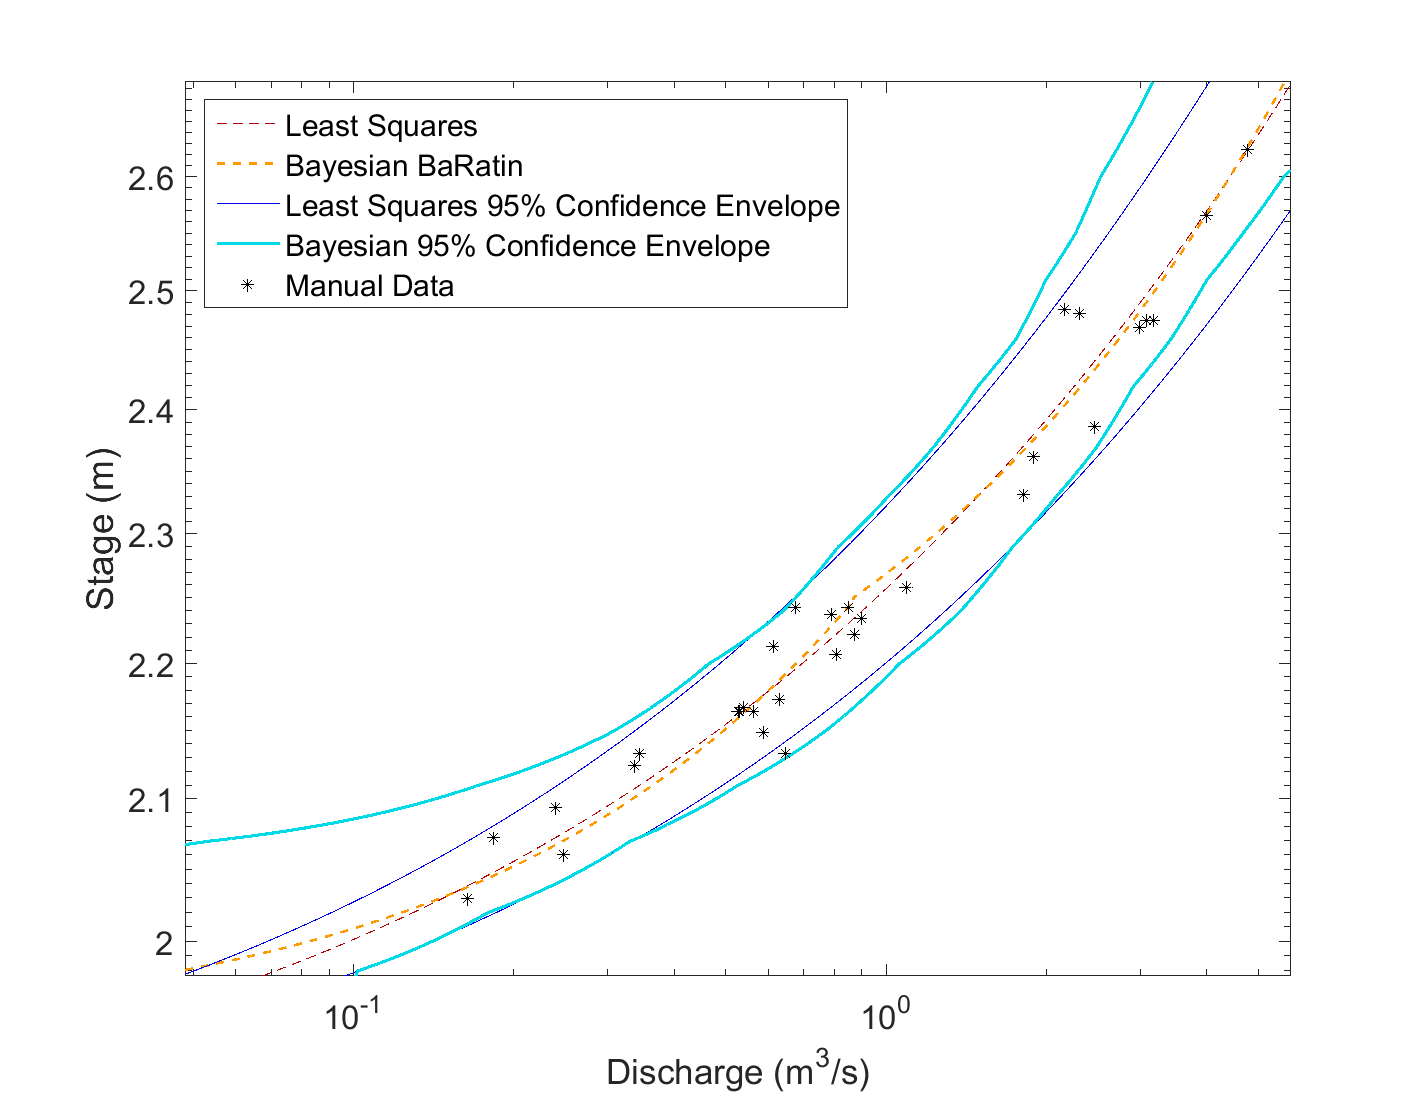 Least Squares
Bayesian BaRatin
Least Squares 95% Confidence Envelope
Bayesian 95% Confidence Envelope
Manual Data
2.6
2.5
2.4
2.3
2.2
2.1
2
Stage (m)
10⁻¹
10⁰
Discharge (m³/s)